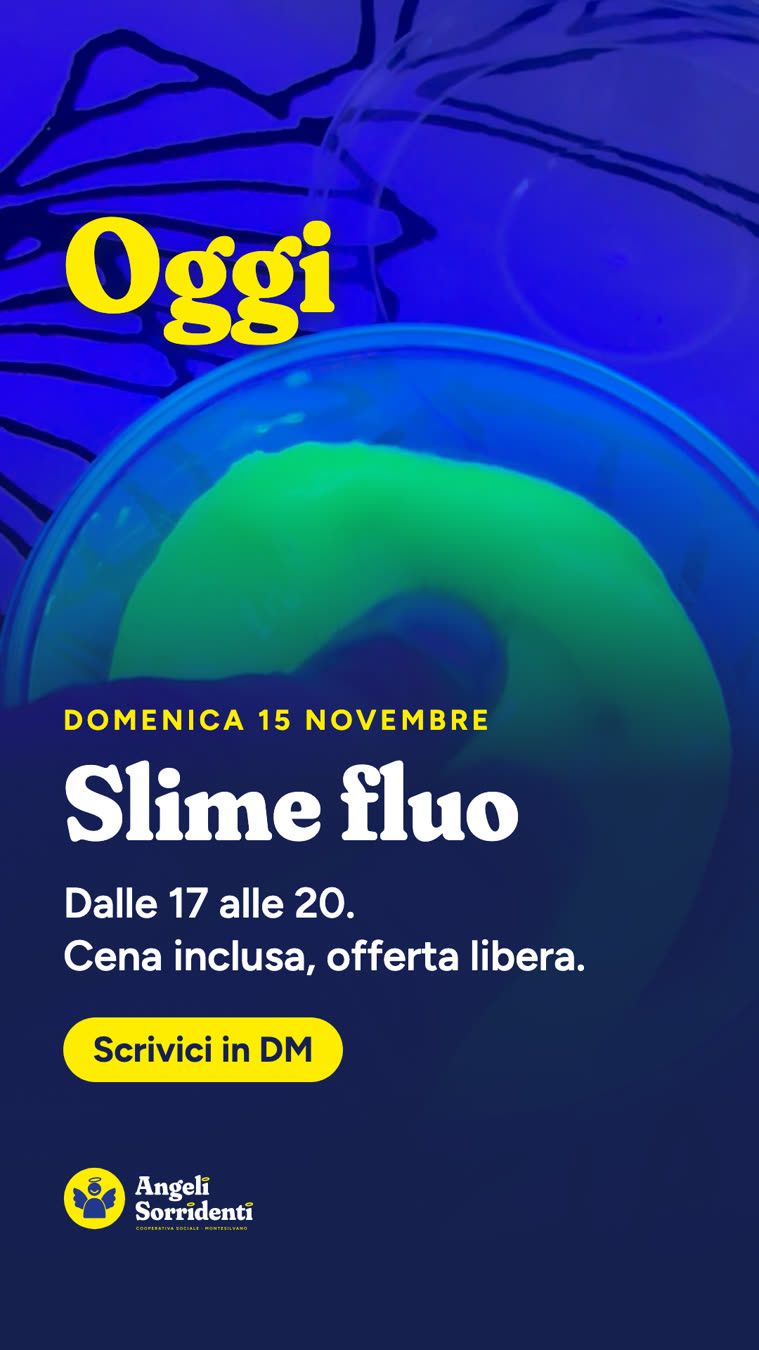 Oggi
DOMENICA 15 NOVEMBRE
Slime fluo
Dalle 17 alle 20.
Cena inclusa, offerta libera.
Scrivici in DM
Angeli
Sorridenti
COOPERATIVA SOCIALE - MONTESILVANO